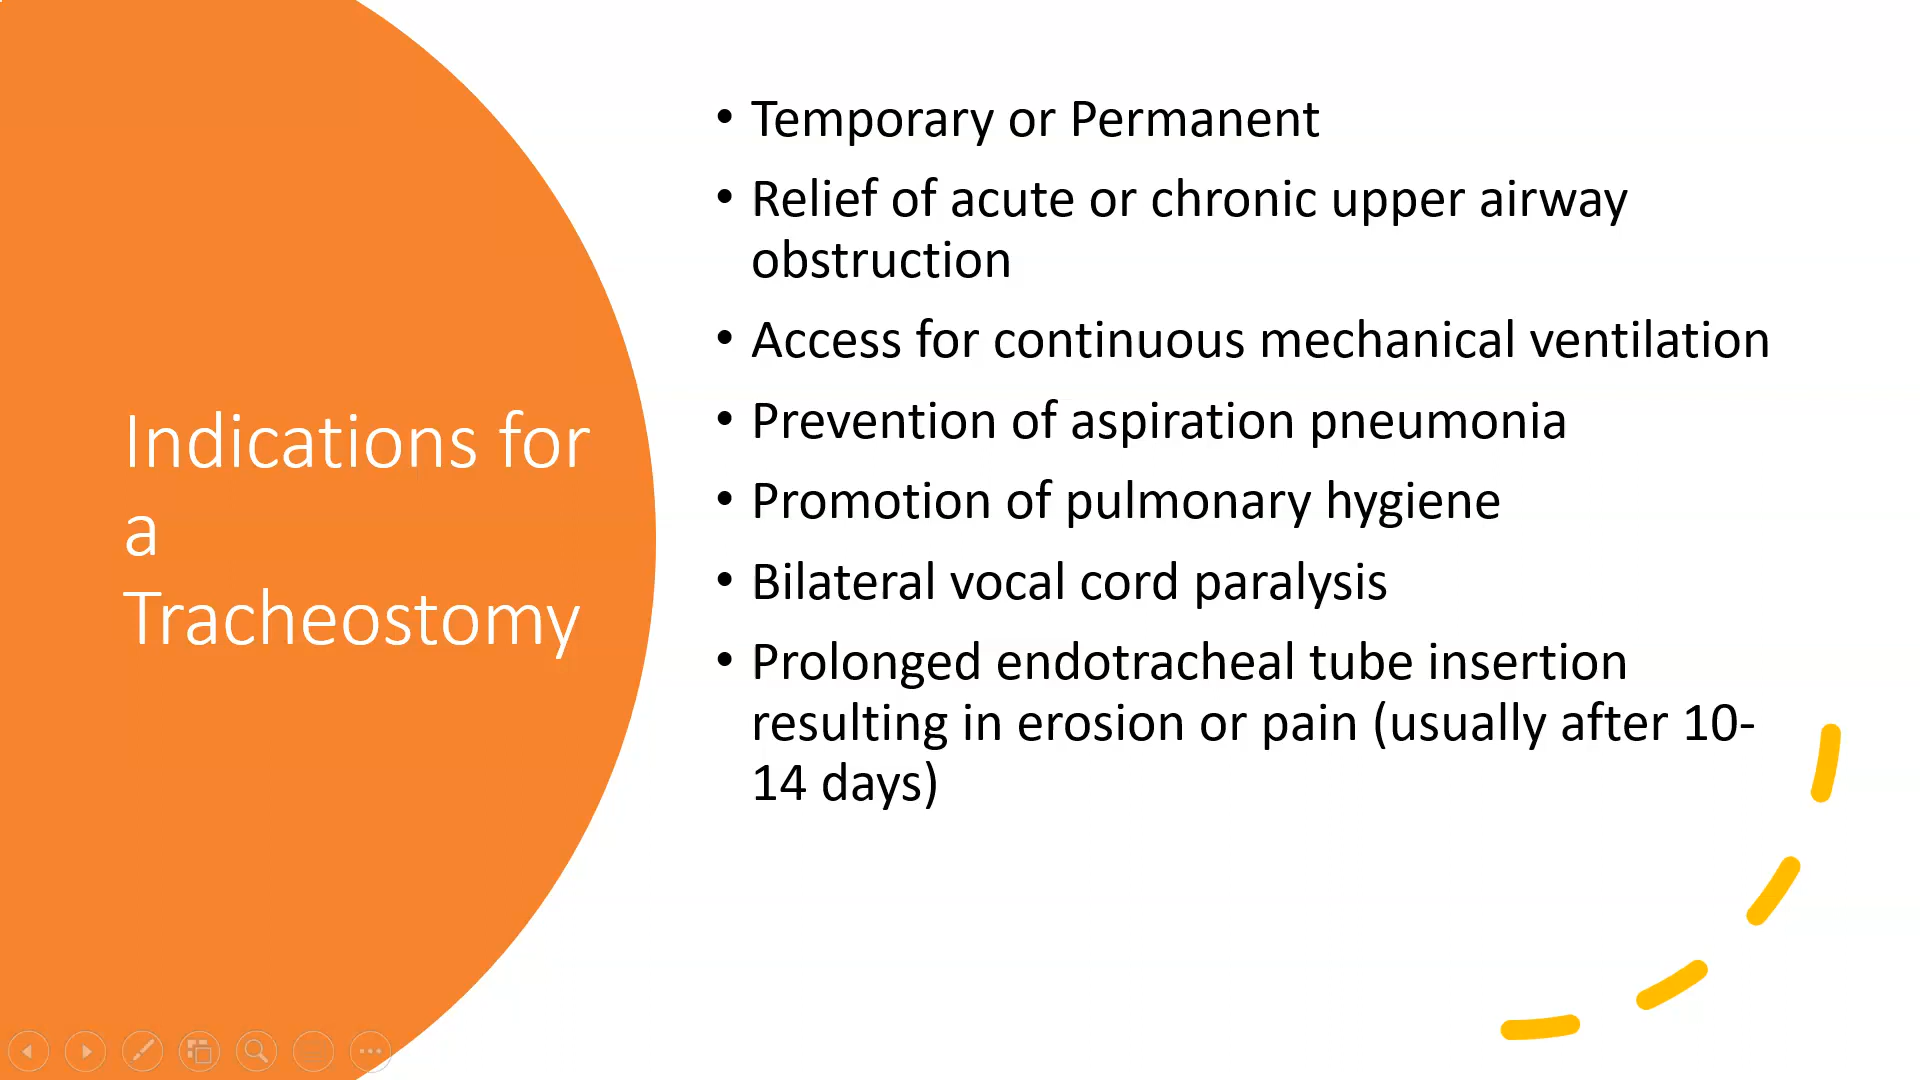 Indications for
a
Tracheostomy
• Temporary or Permanent
• Relief of acute or chronic upper airway
obstruction
• Access for continuous mechanical ventilation
• Prevention of aspiration pneumonia
• Promotion of pulmonary hygiene
• Bilateral vocal cord paralysis
• Prolonged endotracheal tube insertion
resulting in erosion or pain (usually after 10-
14 days)